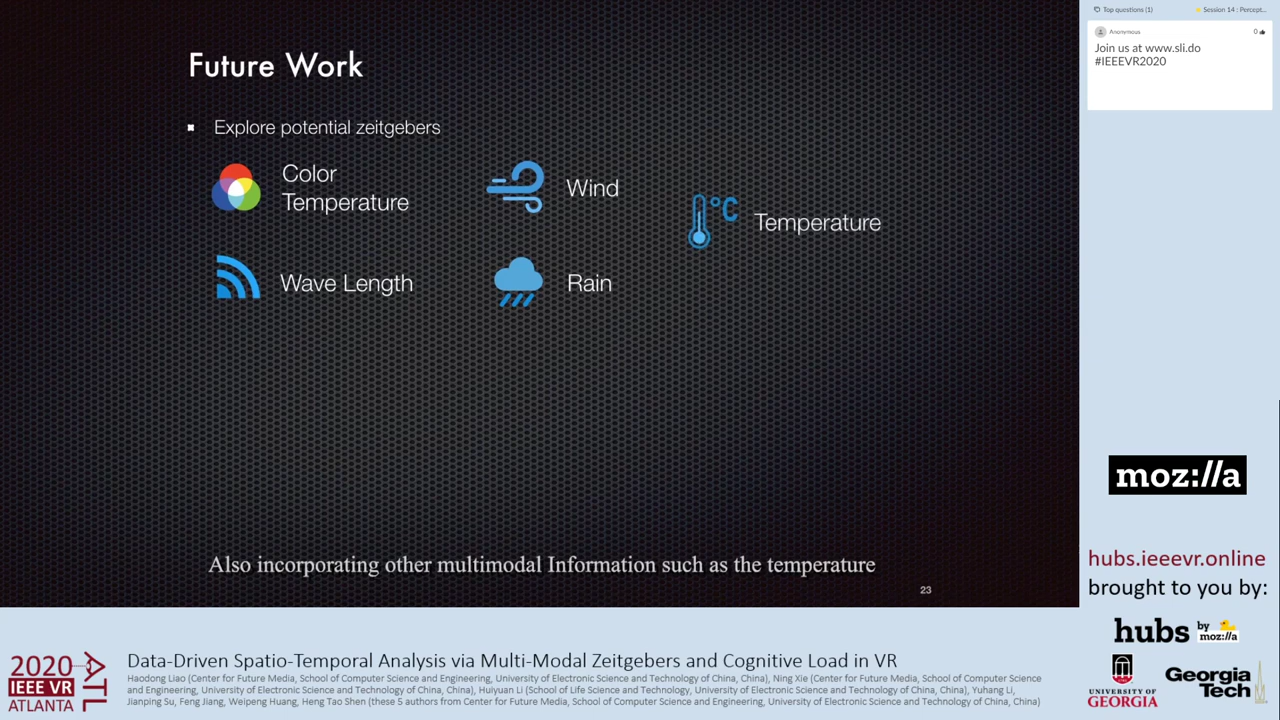 Future Work
Explore potential zeitgebers
Color
Temperature
Wave Length
Wind
Rain
°C
Temperature
Also incorporating other multimodal Information such as the temperature
23
Top questions (1)
Session 14 : Percept...
Anonymous
0
Join us at www.sli.do
#IEEEVR2020
moz://a
hubs.ieeevr.online
brought to you by:
hubs by moz://a
UNIVERSITY OF
GEORGIA
Georgia
Tech
2020
IEEE VR
ATLANTA
ATL
Data-Driven Spatio-Temporal Analysis via Multi-Modal Zeitgebers and Cognitive Load in VR
Haodong Liao (Center for Future Media, School of Computer Science and Engineering, University of Electronic Science and Technology of China, China), Ning Xie (Center for Future Media, School of Computer Science
and Engineering, University of Electronic Science and Technology of China, China), Huiyuan Li (School of Life Science and Technology, University of Electronic Science and Technology of China, China), Yuhang Li,
Jianping Su, Feng Jiang, Weipeng Huang, Heng Tao Shen (these 5 authors from Center for Future Media, School of Computer Science and Engineering, University of Electronic Science and Technology of China, China)